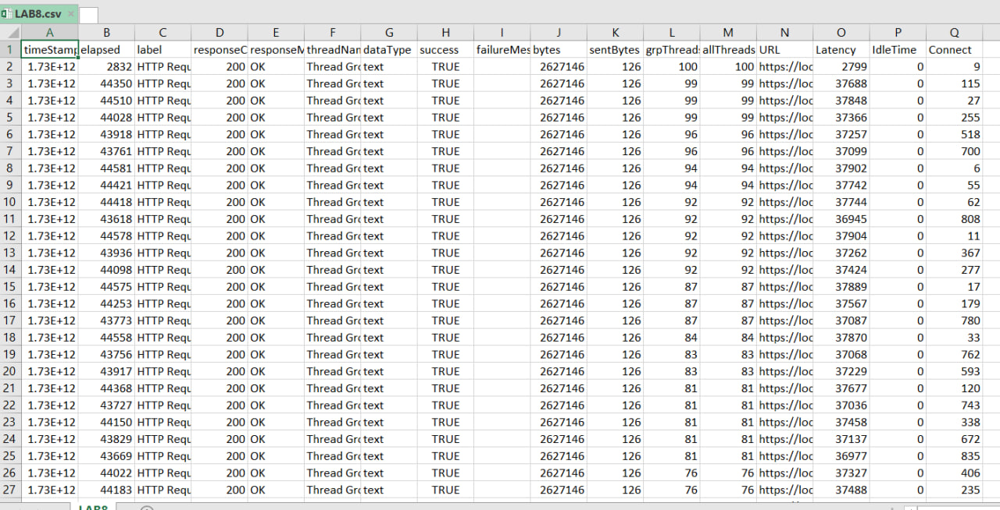 LAB8.csv ×
A B C D E F G H I J K L M N O P Q
1 timeStamp elapsed label responseC responseM threadNan dataType success failureMes bytes sentBytes grpThreads allThreads URL Latency IdleTime Connect
2 1.73E+12 2832 HTTP Requ 200 OK Thread Gro text TRUE 2627146 126 100 100 https://loc 2799 0 9
3 1.73E+12 44350 HTTP Requ 200 OK Thread Gro text TRUE 2627146 126 99 99 https://loc 37688 0 115
4 1.73E+12 44510 HTTP Requ 200 OK Thread Gro text TRUE 2627146 126 99 99 https://loc 37848 0 27
5 1.73E+12 44028 HTTP Requ 200 OK Thread Gro text TRUE 2627146 126 99 99 https://loc 37366 0 255
6 1.73E+12 43918 HTTP Requ 200 OK Thread Gro text TRUE 2627146 126 96 96 https://loc 37257 0 518
7 1.73E+12 43761 HTTP Requ 200 OK Thread Gro text TRUE 2627146 126 96 96 https://loc 37099 0 700
8 1.73E+12 44581 HTTP Requ 200 OK Thread Gro text TRUE 2627146 126 94 94 https://loc 37902 0 6
9 1.73E+12 44421 HTTP Requ 200 OK Thread Gro text TRUE 2627146 126 94 94 https://loc 37742 0 55
10 1.73E+12 44418 HTTP Requ 200 OK Thread Gro text TRUE 2627146 126 92 92 https://loc 37744 0 62
11 1.73E+12 43618 HTTP Requ 200 OK Thread Gro text TRUE 2627146 126 92 92 https://loc 36945 0 808
12 1.73E+12 44578 HTTP Requ 200 OK Thread Gro text TRUE 2627146 126 92 92 https://loc 37904 0 11
13 1.73E+12 43936 HTTP Requ 200 OK Thread Gro text TRUE 2627146 126 92 92 https://loc 37262 0 367
14 1.73E+12 44098 HTTP Requ 200 OK Thread Gro text TRUE 2627146 126 92 92 https://loc 37424 0 277
15 1.73E+12 44575 HTTP Requ 200 OK Thread Gro text TRUE 2627146 126 87 87 https://loc 37889 0 17
16 1.73E+12 44253 HTTP Requ 200 OK Thread Gro text TRUE 2627146 126 87 87 https://loc 37567 0 179
17 1.73E+12 43773 HTTP Requ 200 OK Thread Gro text TRUE 2627146 126 87 87 https://loc 37087 0 780
18 1.73E+12 44558 HTTP Requ 200 OK Thread Gro text TRUE 2627146 126 84 84 https://loc 37870 0 33
19 1.73E+12 43756 HTTP Requ 200 OK Thread Gro text TRUE 2627146 126 83 83 https://loc 37068 0 762
20 1.73E+12 43917 HTTP Requ 200 OK Thread Gro text TRUE 2627146 126 83 83 https://loc 37229 0 593
21 1.73E+12 44368 HTTP Requ 200 OK Thread Gro text TRUE 2627146 126 81 81 https://loc 37677 0 120
22 1.73E+12 43727 HTTP Requ 200 OK Thread Gro text TRUE 2627146 126 81 81 https://loc 37036 0 743
23 1.73E+12 44150 HTTP Requ 200 OK Thread Gro text TRUE 2627146 126 81 81 https://loc 37458 0 338
24 1.73E+12 43829 HTTP Requ 200 OK Thread Gro text TRUE 2627146 126 81 81 https://loc 37137 0 672
25 1.73E+12 43669 HTTP Requ 200 OK Thread Gro text TRUE 2627146 126 81 81 https://loc 36977 0 835
26 1.73E+12 44022 HTTP Requ 200 OK Thread Gro text TRUE 2627146 126 76 76 https://loc 37327 0 406
27 1.73E+12 44183 HTTP Requ 200 OK Thread Gro text TRUE 2627146 126 76 76 https://loc 37488 0 235
LAB8